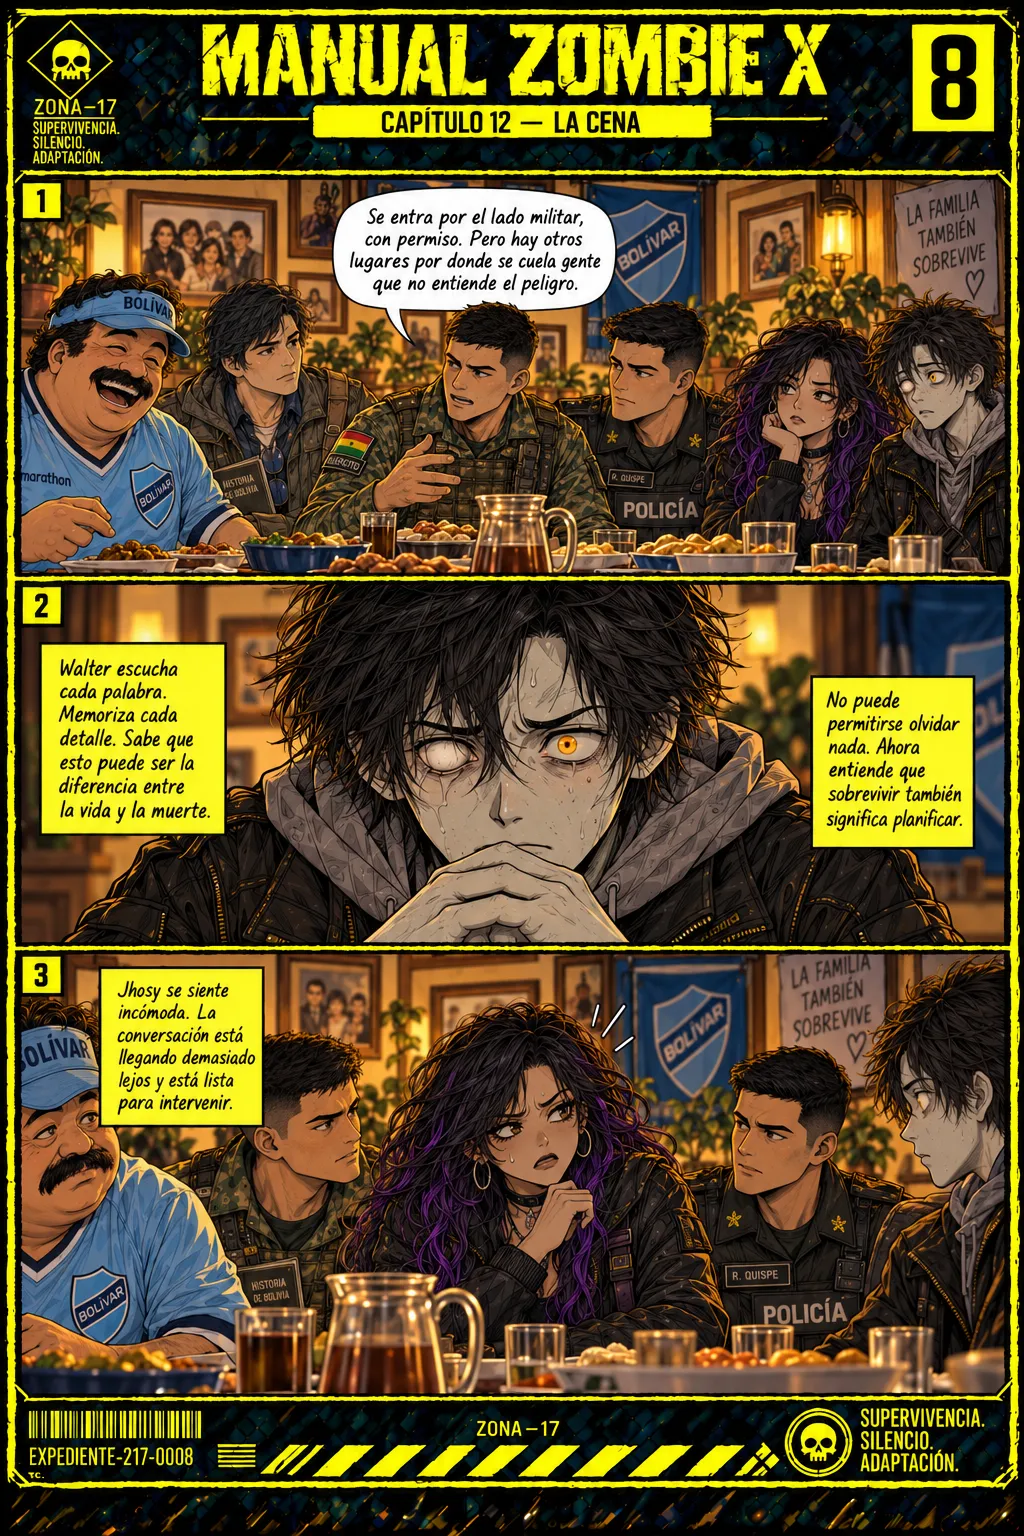 MANUAL ZOMBIE X
CAPÍTULO 12 — LA CENA
8
ZONA—17
SUPERVIVENCIA.
SILENCIO.
ADAPTACIÓN.
1
Se entra por el lado militar,
con permiso. Pero hay otros
lugares por donde se cuela gente
que no entiende el peligro.
BOLÍVAR
LA FAMILIA
TAMBIÉN
SOBREVIVE
BOLÍVAR
marathon
BOLÍVAR
HISTORIA
DE BOLIVIA
EJÉRCITO
R. QUISPE
POLICÍA
2
Walter escucha
cada palabra.
Memoriza cada
detalle. Sabe que
esto puede ser la
diferencia entre
la vida y la muerte.
No puede
permitirse olvidar
nada. Ahora
entiende que
sobrevivir también
significa planificar.
3
Jhosy se siente
incómoda. La
conversación está
llegando demasiado
lejos y está lista
para intervenir.
BOLÍVAR
BOLÍVAR
LA FAMILIA
TAMBIÉN
SOBREVIVE
BOLÍVAR
HISTORIA
DE BOLIVIA
R. QUISPE
POLICÍA
EXPEDIENTE-217-0008
TC.
ZONA—17
SUPERVIVENCIA.
SILENCIO.
ADAPTACIÓN.